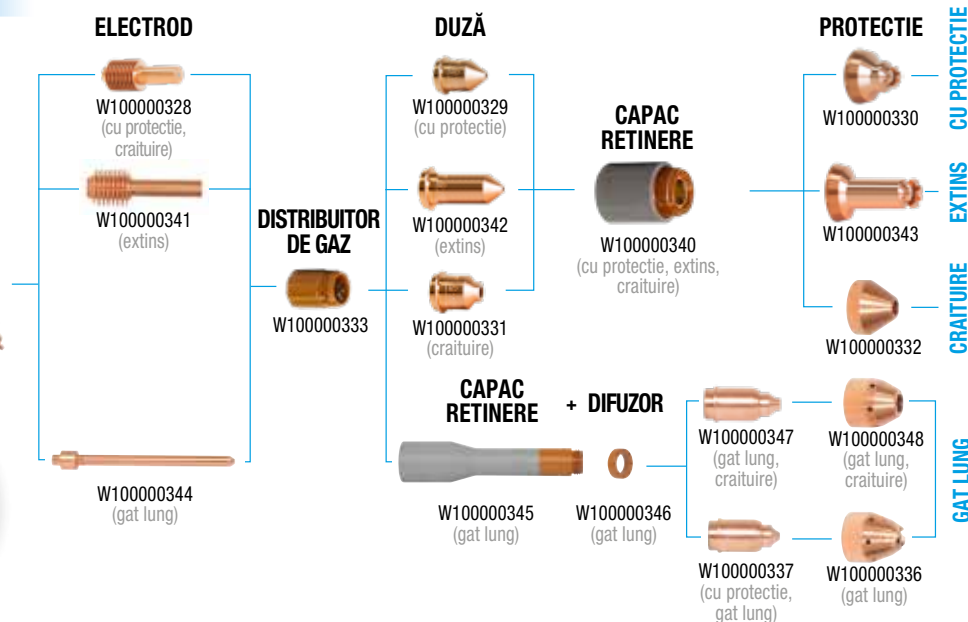 ELECTROD
W100000328
(cu protectie,
craituire)
W100000341
(extins)
W100000344
(gat lung)
DISTRIBUITOR
DE GAZ
W100000333
DUZĂ
W100000329
(cu protectie)
W100000342
(extins)
W100000331
(craituire)
CAPAC
RETINERE
W100000340
(cu protectie, extins,
craituire)
PROTECTIE
W100000330
W100000343
W100000332
CU PROTECTIE
EXTINS
CRAITUIRE
CAPAC
RETINERE
+ DIFUZOR
W100000345
(gat lung)
W100000346
(gat lung)
W100000347
(gat lung,
craituire)
W100000348
(gat lung,
craituire)
W100000337
(cu protectie,
gat lung)
W100000336
(gat lung)
GAT LUNG